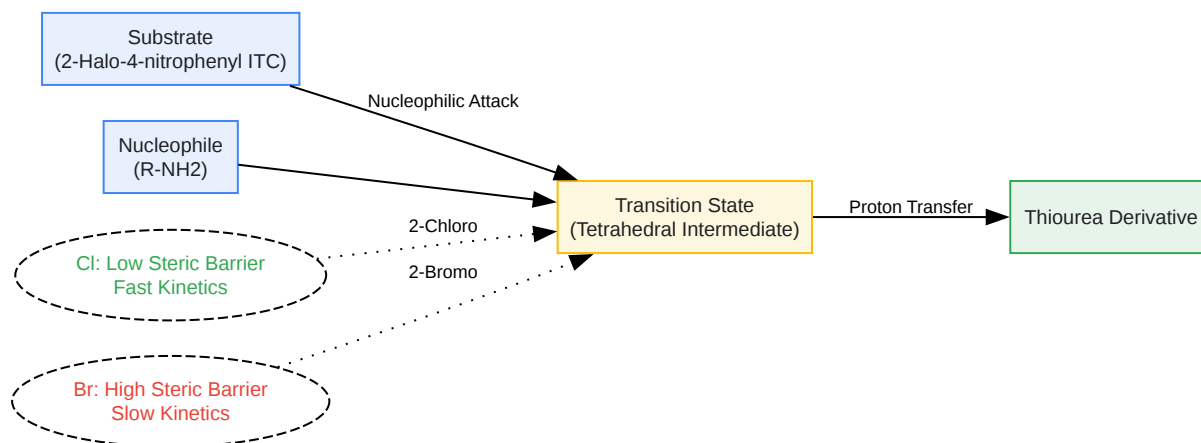 Substrate
(2-Halo-4-nitrophenyl ITC)
Nucleophilic Attack
Nucleophile
(R-NH2)
Transition State
(Tetrahedral Intermediate)
Proton Transfer
Thiourea Derivative
2-Chloro
Cl: Low Steric Barrier
Fast Kinetics
2-Bromo
Br: High Steric Barrier
Slow Kinetics